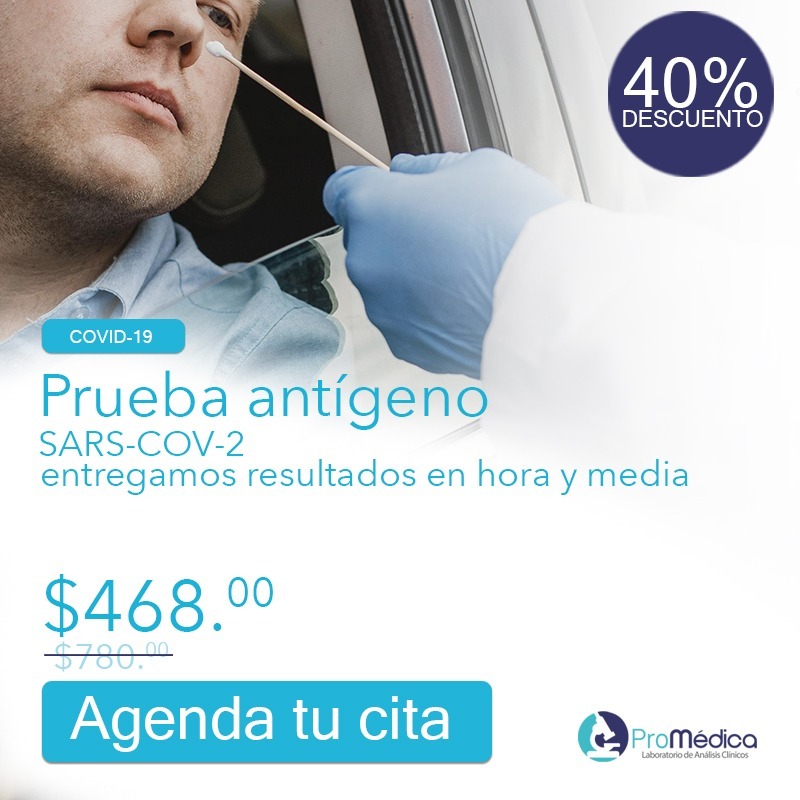 40%
DESCUENTO
COVID-19
Prueba antígeno
SARS-COV-2
entregamos resultados en hora y media
$468.00
$780.00
Agenda tu cita
ProMédica
Laboratorio de Análisis Clínicos